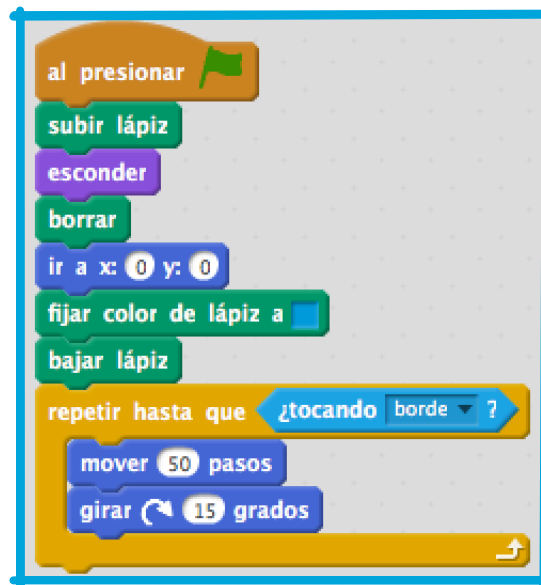 al presionar
subir lápiz
esconder
borrar
ir a x: 0 y: 0
fijar color de lápiz a
bajar lápiz
repetir hasta que ¿tocando borde ?
mover 50 pasos
girar 15 grados